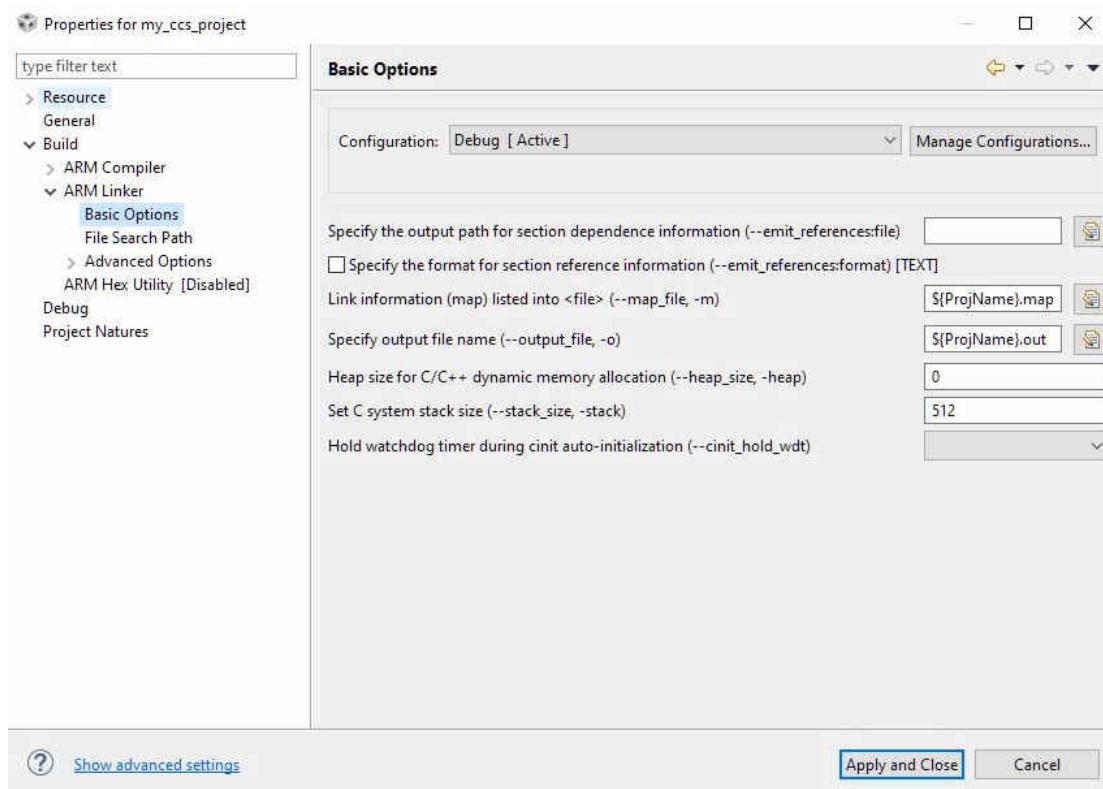 Properties for my_ccs_project
type filter text
Resource
General
Build
ARM Compiler
ARM Linker
Basic Options
File Search Path
Advanced Options
ARM Hex Utility [Disabled]
Debug
Project Natures
Basic Options
Configuration: Debug [ Active ] Manage Configurations...
Specify the output path for section dependence information (--emit_references:file)
Specify the format for section reference information (--emit_references:format) [TEXT]
Link information (map) listed into <file> (--map_file, -m) ${ProjName}.map
Specify output file name (--output_file, -o) ${ProjName}.out
Heap size for C/C++ dynamic memory allocation (--heap_size, -heap) 0
Set C system stack size (--stack_size, -stack) 512
Hold watchdog timer during cinit auto-initialization (--cinit_hold_wdt)
? Show advanced settings Apply and Close Cancel